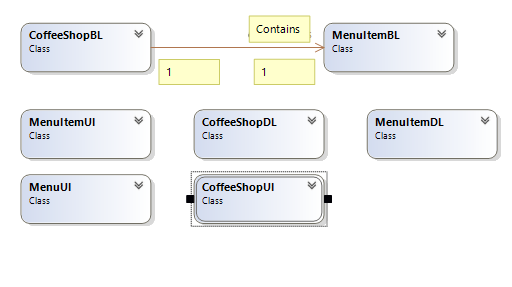 CoffeeShopBL
Class
Contains
MenuItemBL
Class
1
1
MenuItemUI
Class
CoffeeShopDL
Class
MenuItemDL
Class
MenuUI
Class
CoffeeShopUI
Class